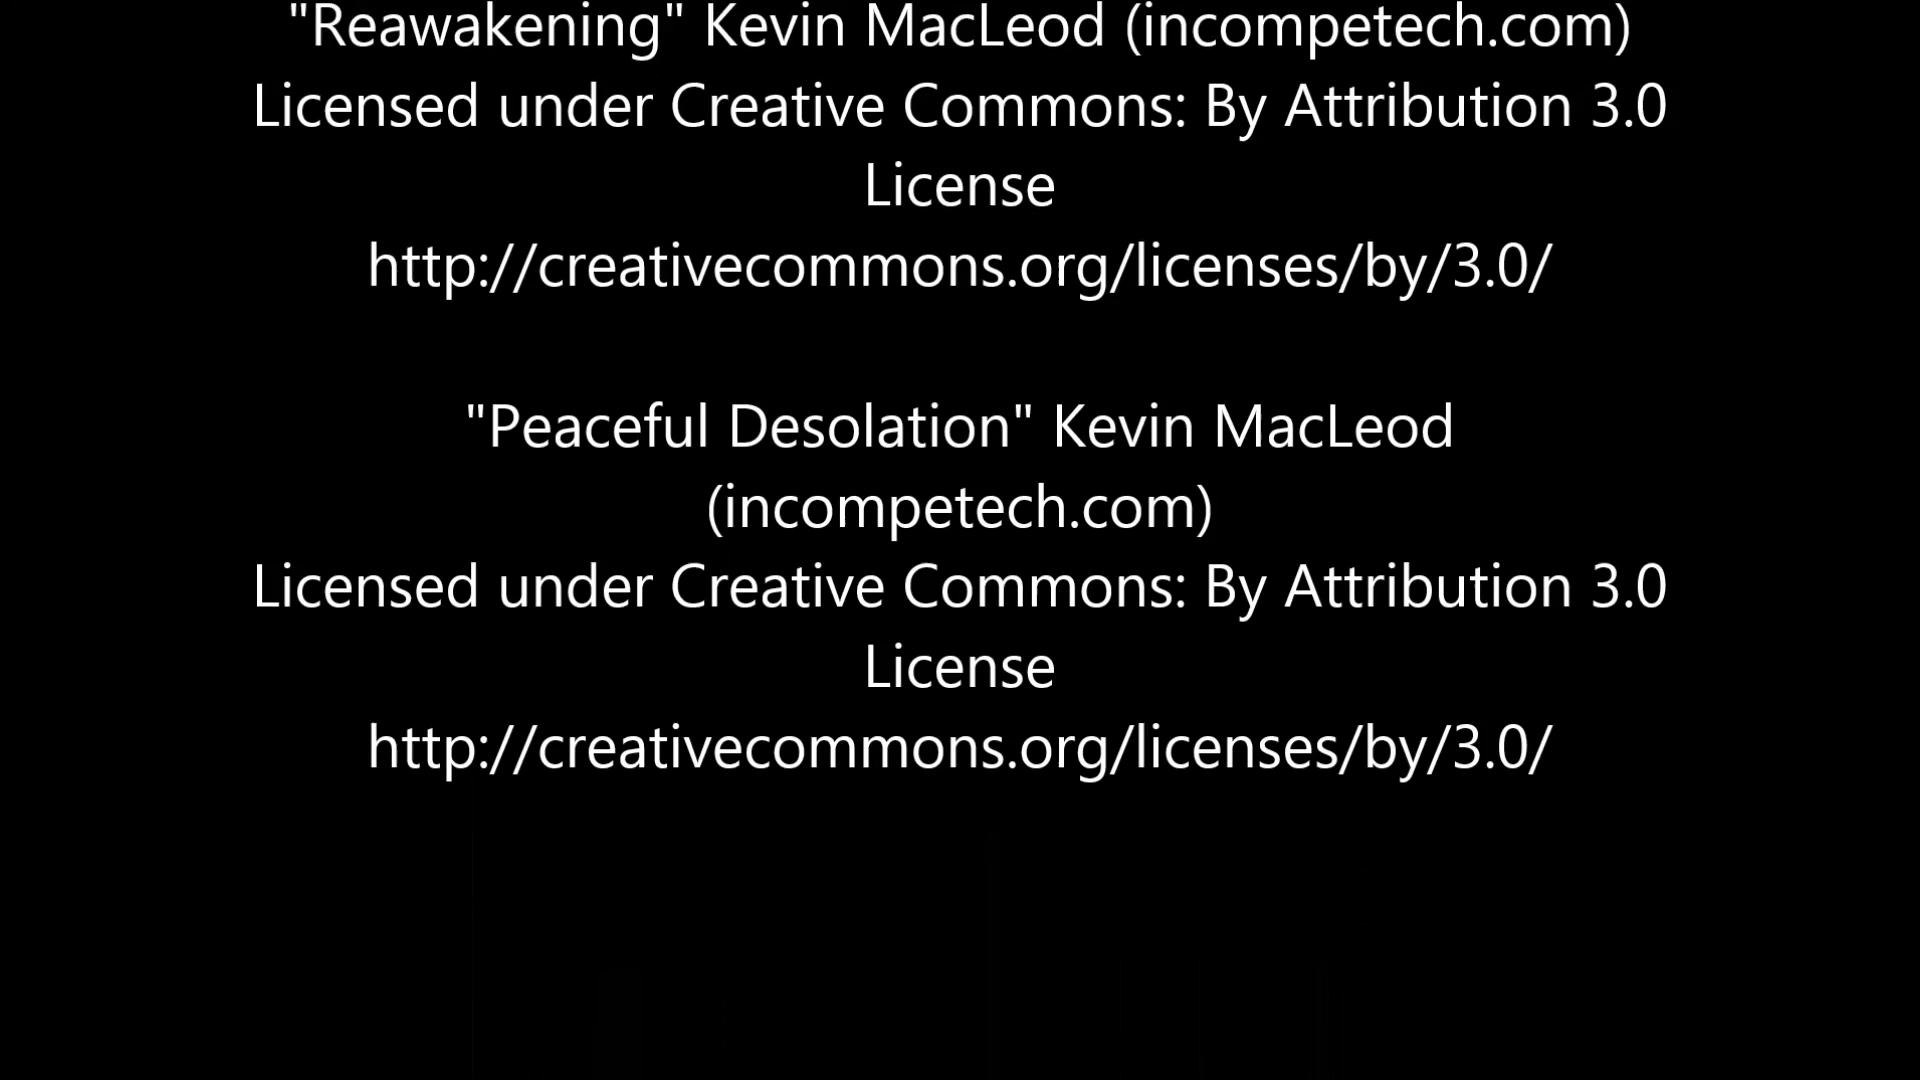 "Reawakening" Kevin MacLeod (incompetech.com)
Licensed under Creative Commons: By Attribution 3.0
License
http://creativecommons.org/licenses/by/3.0/
"Peaceful Desolation" Kevin MacLeod
(incompetech.com)
Licensed under Creative Commons: By Attribution 3.0
License
http://creativecommons.org/licenses/by/3.0/